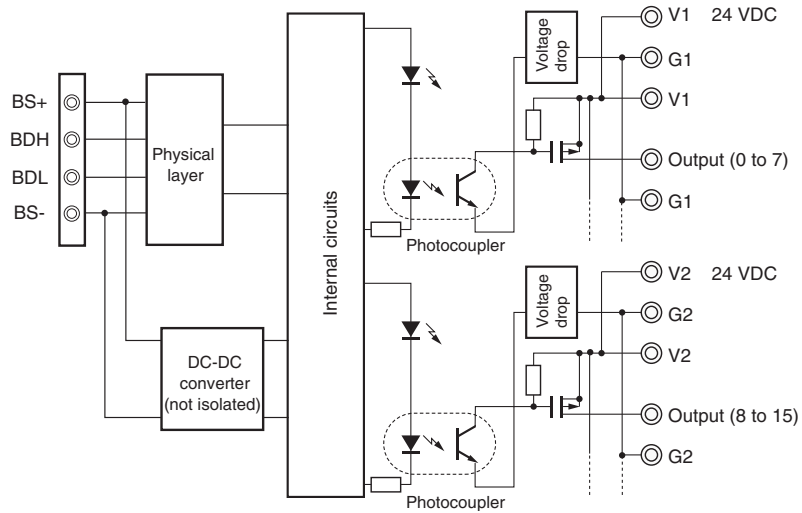 BS+
BDH
BDL
BS-
Physical
layer
DC-DC
converter
(not isolated)
Internal circuits
Photocoupler
Voltage
drop
V1 24 VDC
G1
V1
Output (0 to 7)
G1
Photocoupler
Voltage
drop
V2 24 VDC
G2
V2
Output (8 to 15)
G2